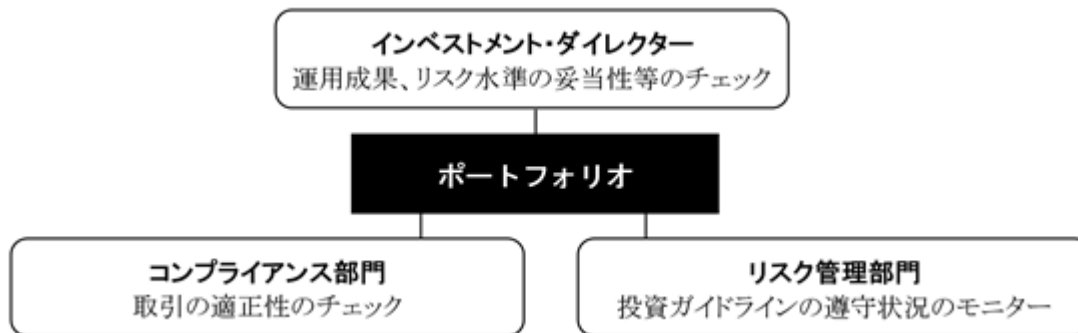 インベストメント・ダイレクター
運用成果、リスク水準の妥当性等のチェック
ポートフォリオ
コンプライアンス部門
取引の適正性のチェック
リスク管理部門
投資ガイドラインの遵守状況のモニター